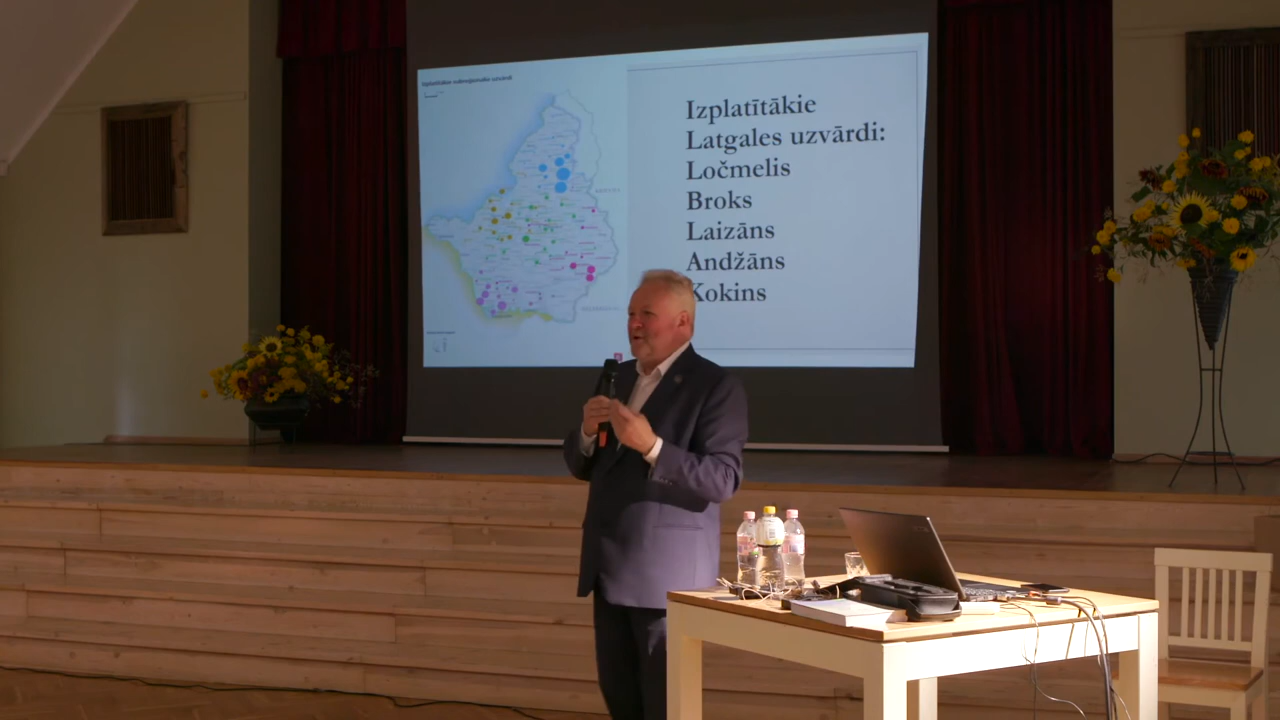 Izplatītākie
Latgales uzvārdi:
Ločmelis
Broks
Laizāns
Andžāns
Kokins